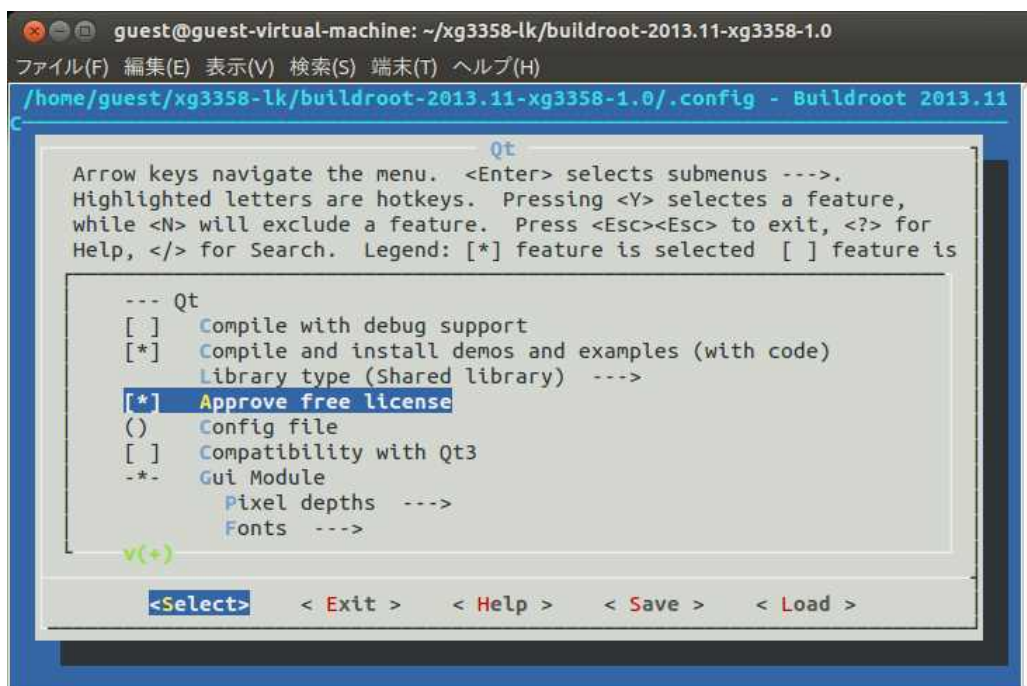 guest@guest-virtual-machine: ~/xg3358-lk/buildroot-2013.11-xg3358-1.0
ファイル(F) 編集(E) 表示(V) 検索(S) 端末(T) ヘルプ(H)
/home/guest/xg3358-lk/buildroot-2013.11-xg3358-1.0/.config - Buildroot 2013.11
C
Qt
Arrow keys navigate the menu.  <Enter> selects submenus --->.
Highlighted letters are hotkeys.  Pressing <Y> selectes a feature,
while <N> will exclude a feature.  Press <Esc><Esc> to exit, <?> for
Help, </> for Search.  Legend: [*] feature is selected  [ ] feature is
--- Qt
[ ]   Compile with debug support
[*]   Compile and install demos and examples (with code)
Library type (Shared library)  --->
[*]   Approve free license
()    Config file
[ ]   Compatibility with Qt3
-*-   Gui Module
Pixel depths  --->
Fonts  --->
v(+)
<Select>    < Exit >    < Help >    < Save >    < Load >